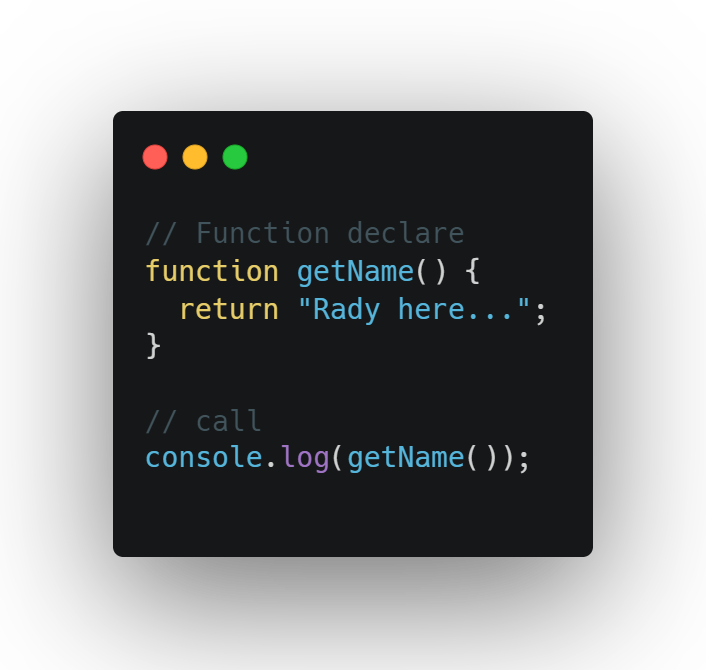 // Function declare
function getName() {
  return "Rady here...";
}
// call
console.log(getName());